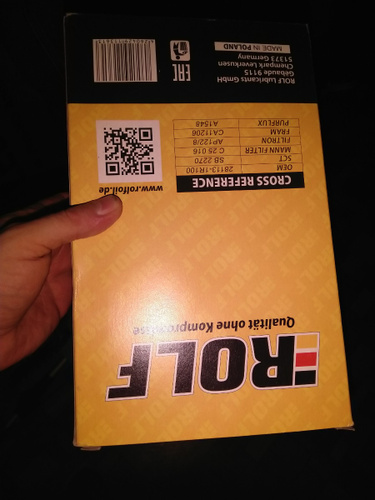 ROLF
Qualität ohne Kompromisse
CROSS REFERENCE
OEM 28113-1R100
SCT SB 2270
MANN FILTER C 25 016
FILTRON AP122/8
FRAM CA11206
PURFLUX A1548
www.rolfoil.de
ROLF Lubricants GmbH
Gebäude 9115
Chempark Leverkusen
51373 Germany
MADE IN POLAND
EAC